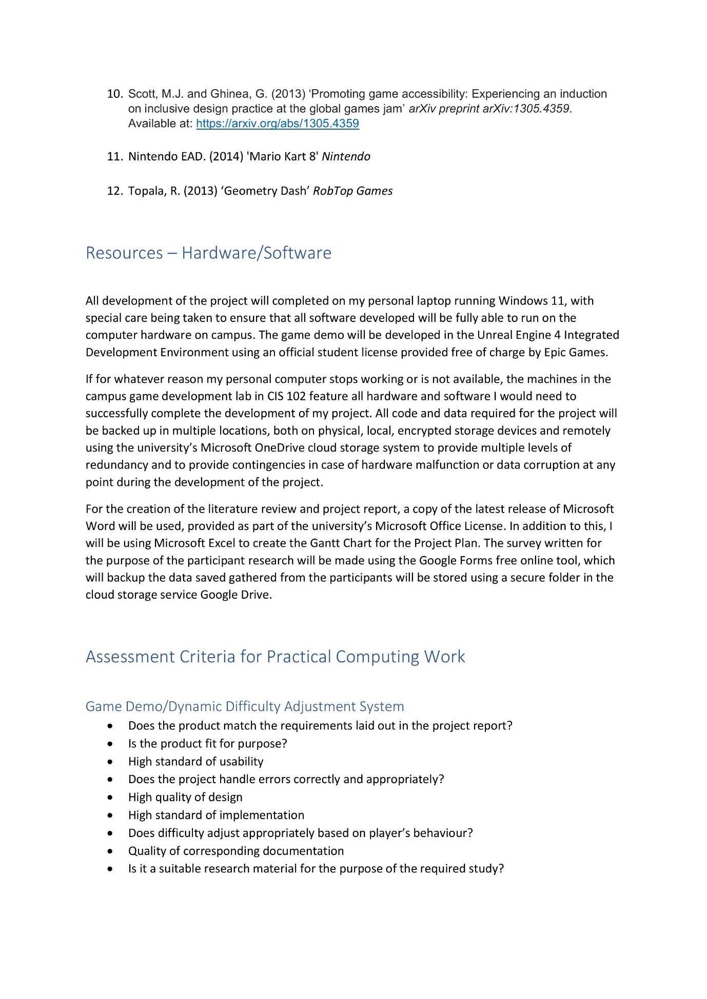 10. Scott, M.J. and Ghinea, G. (2013) ‘Promoting game accessibility: Experiencing an induction
on inclusive design practice at the global games jam’ arXiv preprint arXiv:1305.4359.
Available at: https://arxiv.org/abs/1305.4359
11. Nintendo EAD. (2014) 'Mario Kart 8' Nintendo
12. Topala, R. (2013) ‘Geometry Dash’ RobTop Games
Resources – Hardware/Software
All development of the project will completed on my personal laptop running Windows 11, with
special care being taken to ensure that all software developed will be fully able to run on the
computer hardware on campus. The game demo will be developed in the Unreal Engine 4 Integrated
Development Environment using an official student license provided free of charge by Epic Games.
If for whatever reason my personal computer stops working or is not available, the machines in the
campus game development lab in CIS 102 feature all hardware and software I would need to
successfully complete the development of my project. All code and data required for the project will
be backed up in multiple locations, both on physical, local, encrypted storage devices and remotely
using the university’s Microsoft OneDrive cloud storage system to provide multiple levels of
redundancy and to provide contingencies in case of hardware malfunction or data corruption at any
point during the development of the project.
For the creation of the literature review and project report, a copy of the latest release of Microsoft
Word will be used, provided as part of the university’s Microsoft Office License. In addition to this, I
will be using Microsoft Excel to create the Gantt Chart for the Project Plan. The survey written for
the purpose of the participant research will be made using the Google Forms free online tool, which
will backup the data saved gathered from the participants will be stored using a secure folder in the
cloud storage service Google Drive.
Assessment Criteria for Practical Computing Work
Game Demo/Dynamic Difficulty Adjustment System
• Does the product match the requirements laid out in the project report?
• Is the product fit for purpose?
• High standard of usability
• Does the project handle errors correctly and appropriately?
• High quality of design
• High standard of implementation
• Does difficulty adjust appropriately based on player’s behaviour?
• Quality of corresponding documentation
• Is it a suitable research material for the purpose of the required study?